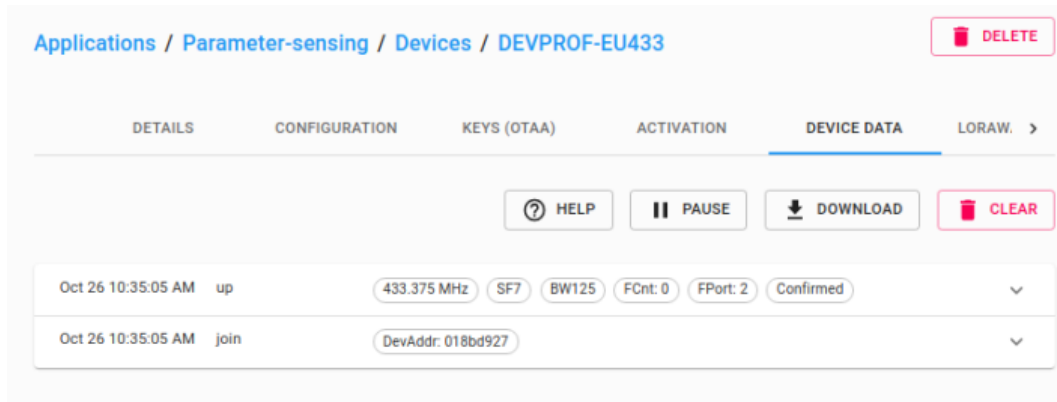 Applications / Parameter-sensing / Devices / DEVPROF-EU433
DELETE
DETAILS CONFIGURATION KEYS (OTAA) ACTIVATION DEVICE DATA LORAW.
HELP PAUSE DOWNLOAD CLEAR
Oct 26 10:35:05 AM up 433.375 MHz SF7 BW125 FCnt: 0 FPort: 2 Confirmed
Oct 26 10:35:05 AM join DevAddr: 018bd927